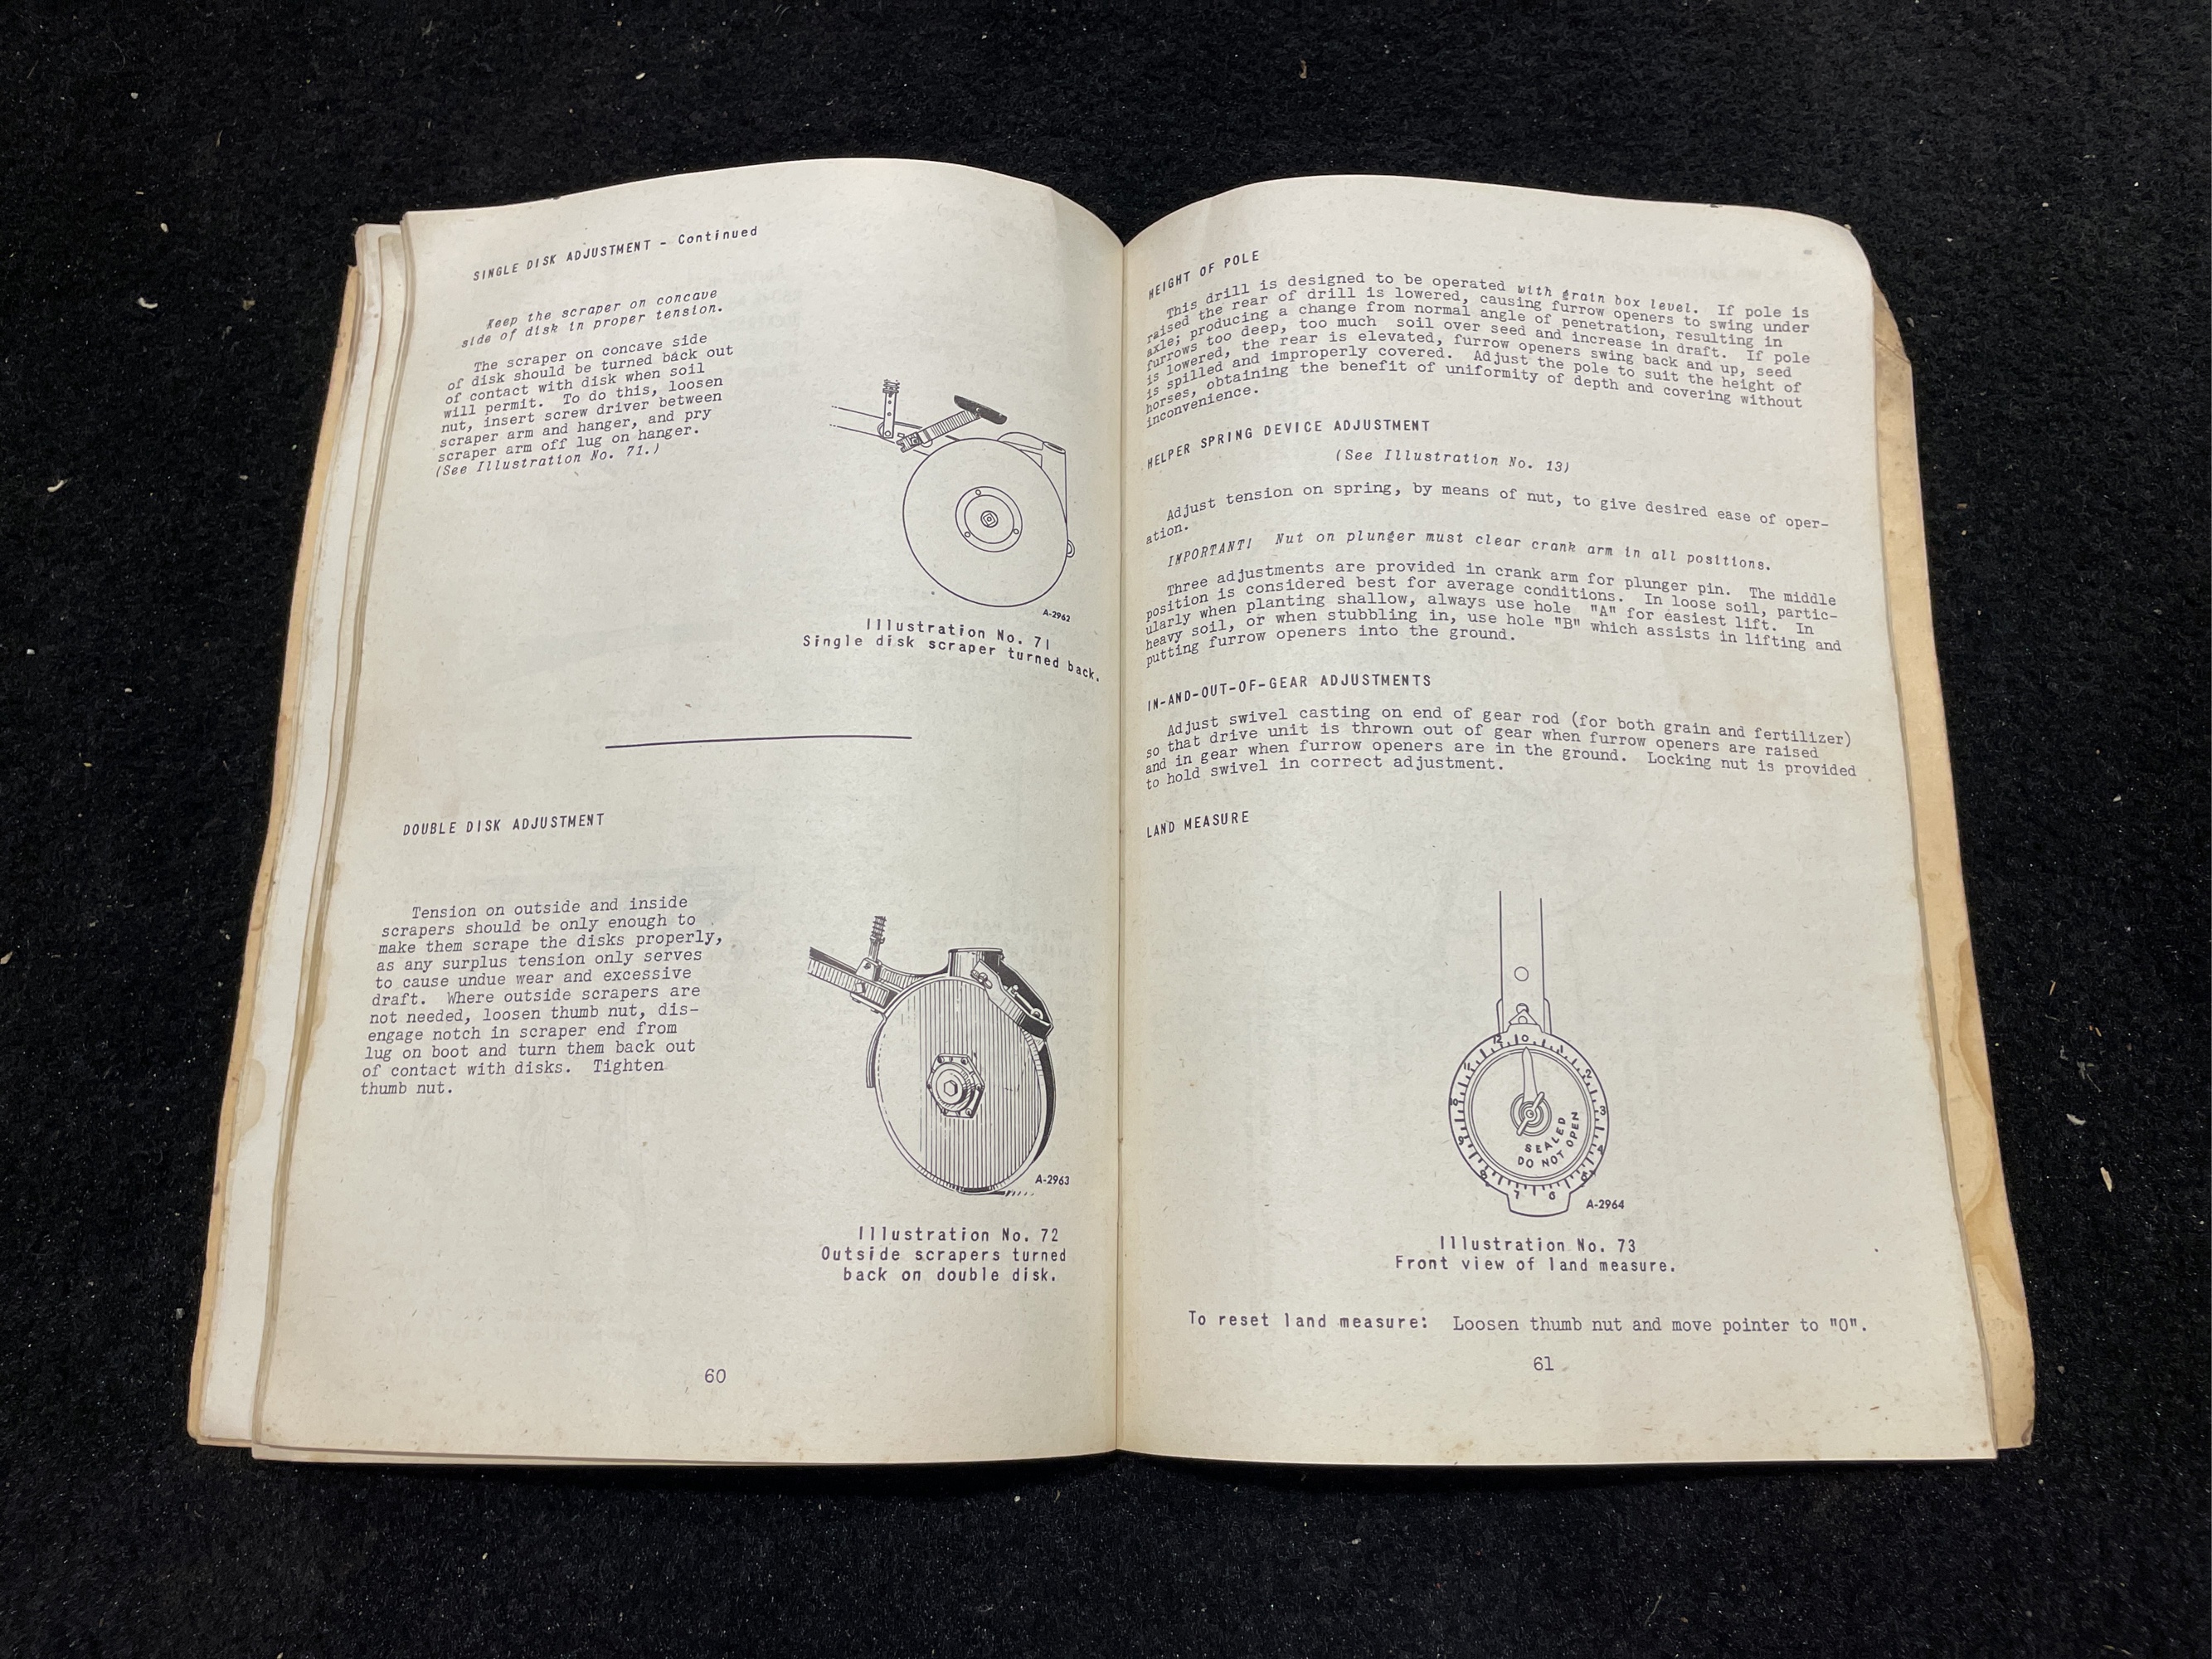 SINGLE DISK ADJUSTMENT - Continued
Keep the scraper on concave
side of disk in proper tension.
The scraper on concave side
of disk should be turned back out
of contact with disk when soil
will permit. To do this, loosen
nut, insert screw driver between
scraper arm and hanger, and pry
scraper arm off lug on hanger.
(See Illustration No. 71.)
A-2962
Illustration No. 71
Single disk scraper turned back.
DOUBLE DISK ADJUSTMENT
Tension on outside and inside
scrapers should be only enough to
make them scrape the disks properly,
as any surplus tension only serves
to cause undue wear and excessive
draft. Where outside scrapers are
not needed, loosen thumb nut, dis-
engage notch in scraper end from
lug on boot and turn them back out
of contact with disks. Tighten
thumb nut.
A-2963
Illustration No. 72
Outside scrapers turned
back on double disk.
60
HEIGHT OF POLE
This drill is designed to be operated with grain box level. If pole is
raised the rear of drill is lowered, causing furrow openers to swing under
axle; producing a change from normal angle of penetration, resulting in
furrows too deep, too much soil over seed and increase in draft. If pole
is lowered, the rear is elevated, furrow openers swing back and up, seed
is spilled and improperly covered. Adjust the pole to suit the height of
horses, obtaining the benefit of uniformity of depth and covering without
inconvenience.
HELPER SPRING DEVICE ADJUSTMENT
(See Illustration No. 13)
Adjust tension on spring, by means of nut, to give desired ease of oper-
ation.
IMPORTANT! Nut on plunger must clear crank arm in all positions.
Three adjustments are provided in crank arm for plunger pin. The middle
position is considered best for average conditions. In loose soil, partic-
ularly when planting shallow, always use hole "A" for easiest lift. In
heavy soil, or when stubbling in, use hole "B" which assists in lifting and
putting furrow openers into the ground.
IN-AND-OUT-OF-GEAR ADJUSTMENTS
Adjust swivel casting on end of gear rod (for both grain and fertilizer)
so that drive unit is thrown out of gear when furrow openers are raised
and in gear when furrow openers are in the ground. Locking nut is provided
to hold swivel in correct adjustment.
LAND MEASURE
0
2
3
4
5
6
7
SEALED
DO NOT OPEN
A-2964
Illustration No. 73
Front view of land measure.
To reset land measure: Loosen thumb nut and move pointer to "0".
61